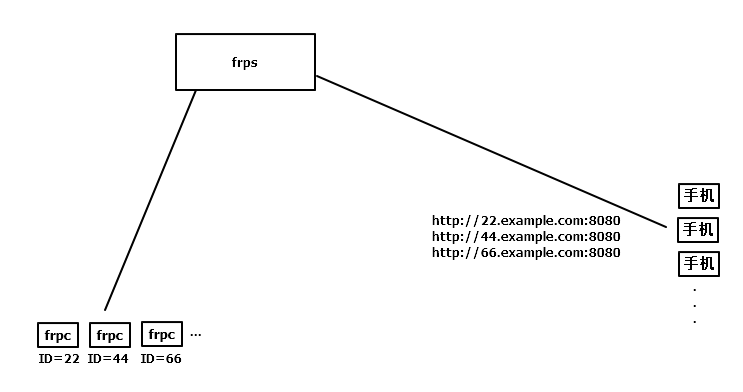 frps
手机
http://22.example.com:8080
http://44.example.com:8080
手机
http://66.example.com:8080
手机
.
.
.
frpc frpc frpc ...
ID=22 ID=44 ID=66